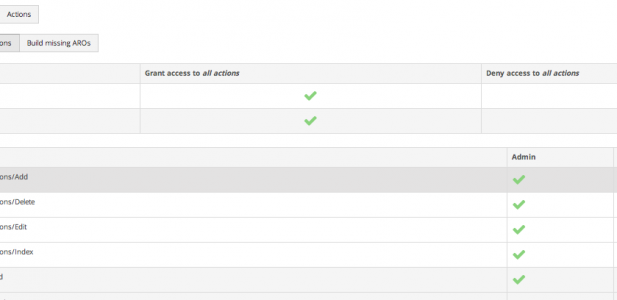 Actions
ons Build missing AROs
Grant access to all actions Deny access to all actions
Admin
ons/Add
ons/Delete
ons/Edit
ons/Index
d